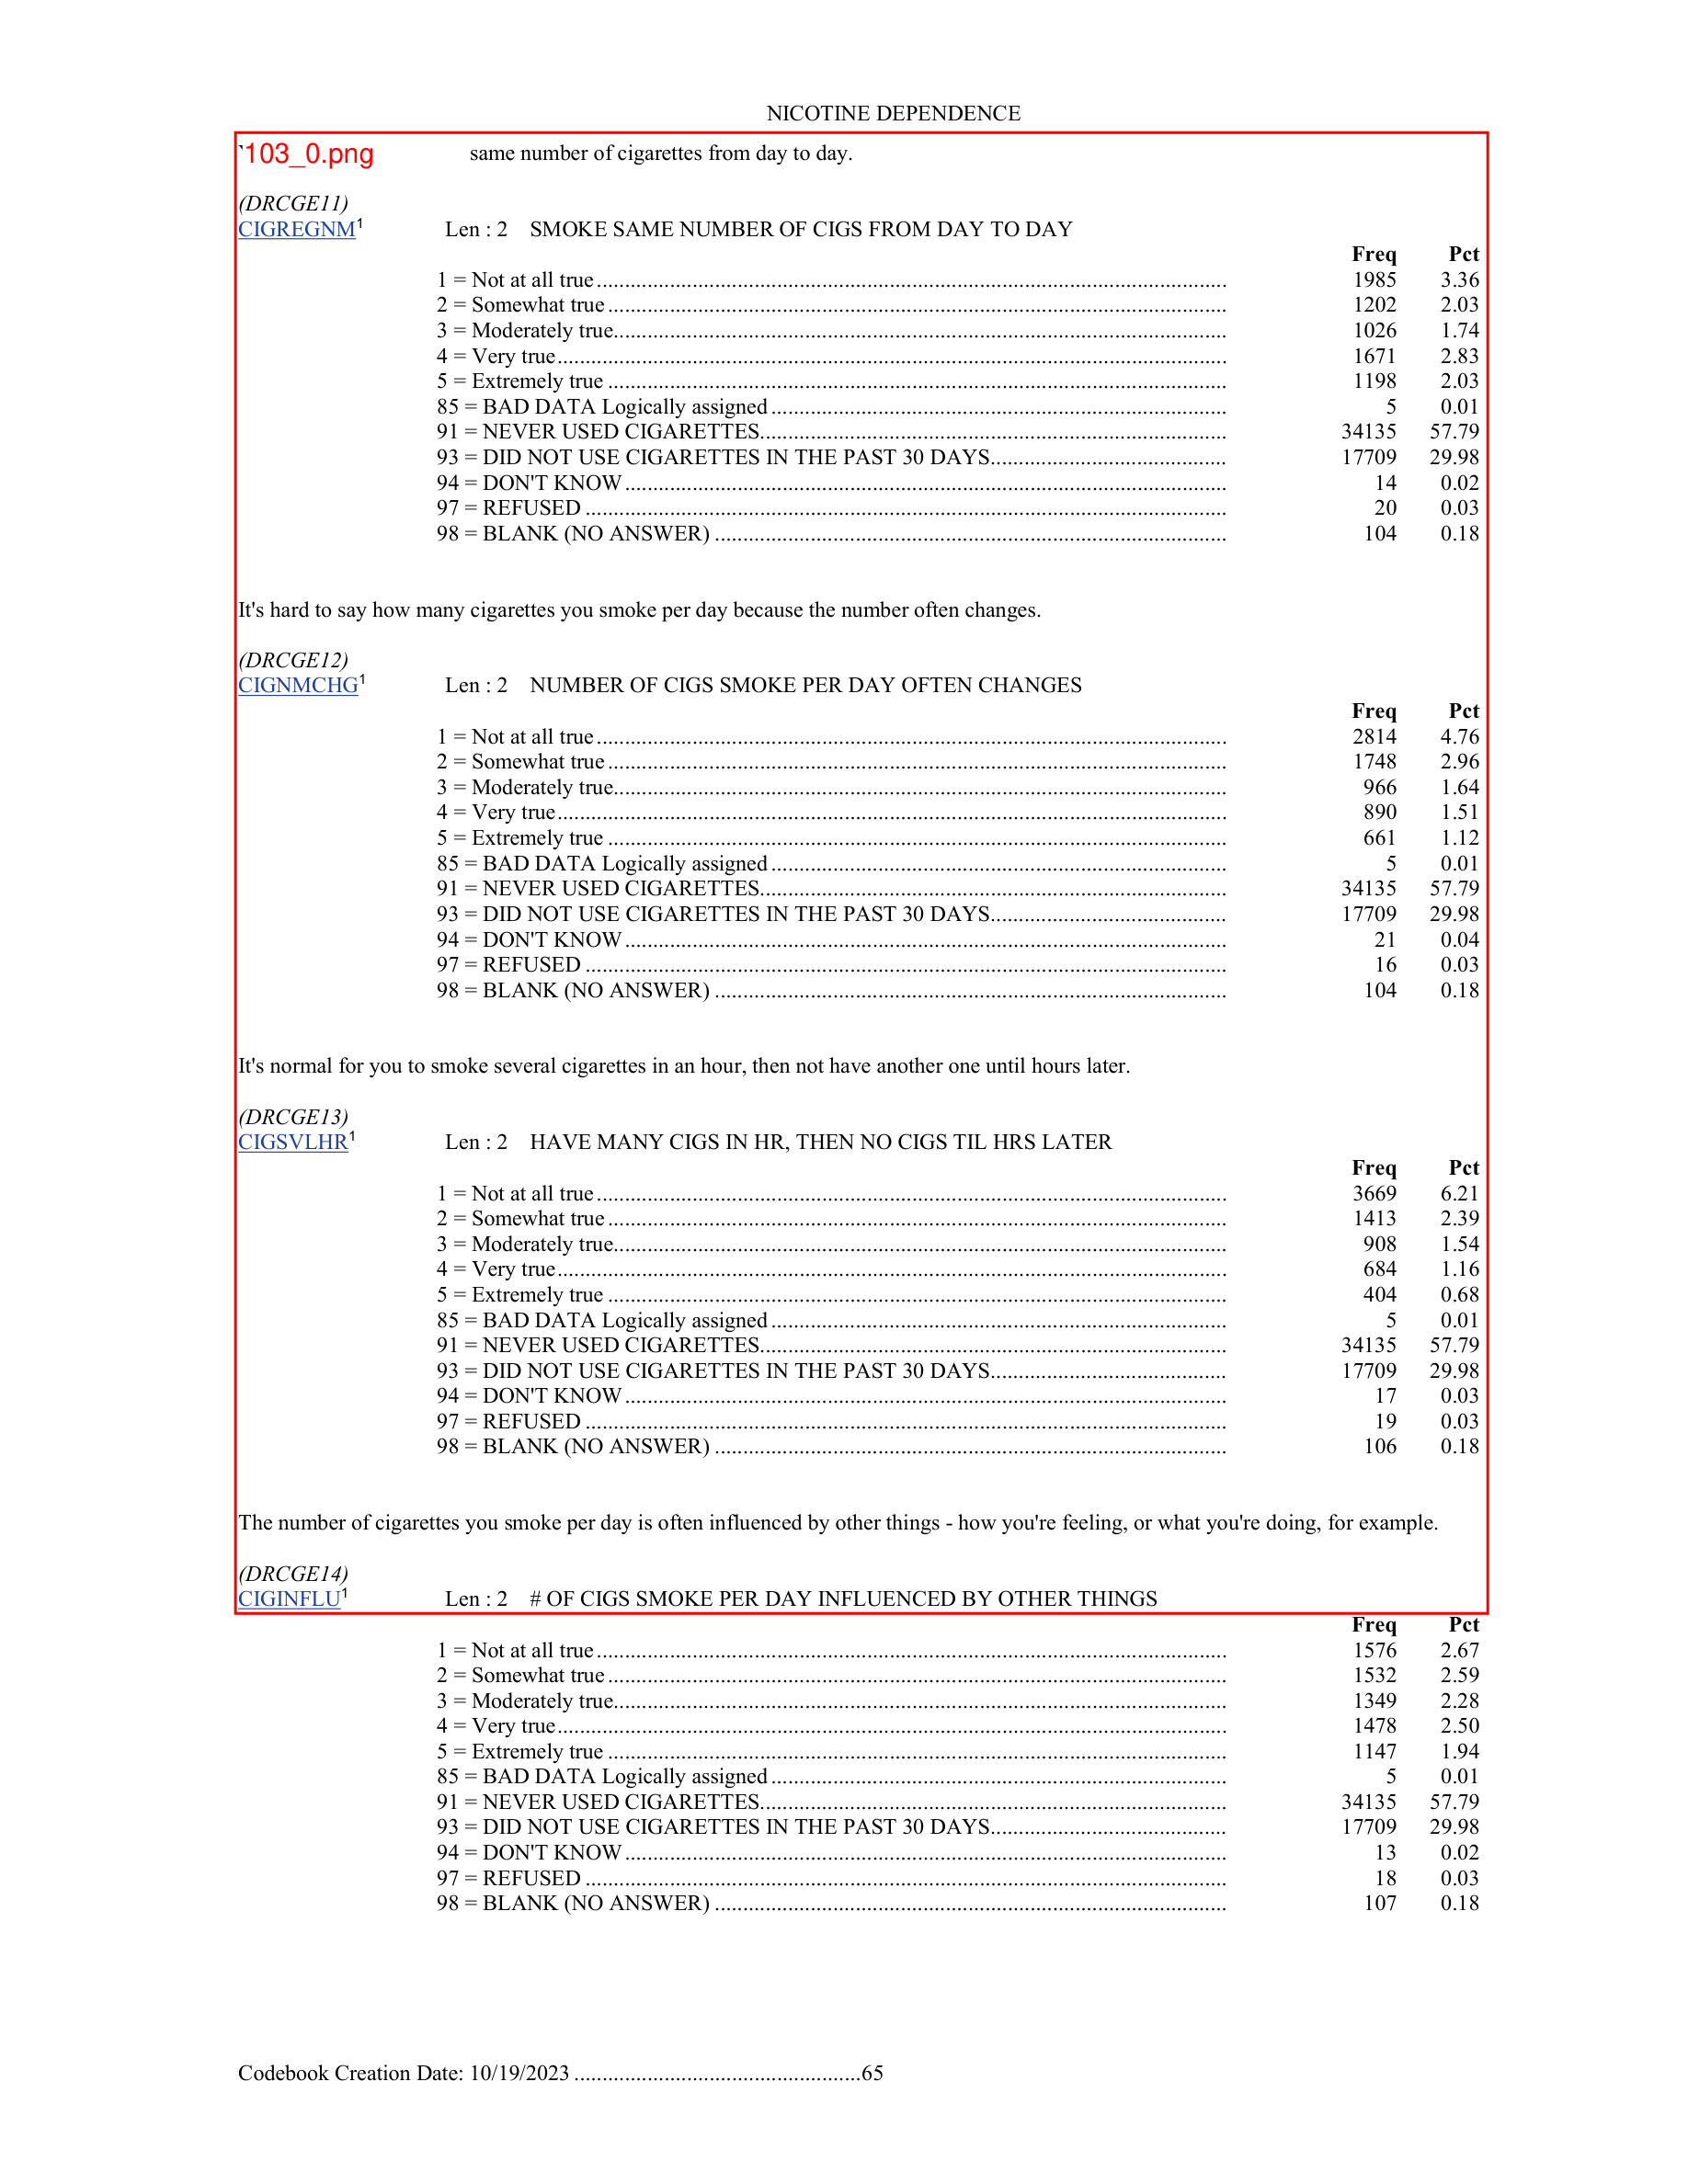 NICOTINE DEPENDENCE
103_0.png same number of cigarettes from day to day.
(DRCGE11)
CIGREGNM1 Len : 2 SMOKE SAME NUMBER OF CIGS FROM DAY TO DAY
Freq Pct
1 = Not at all true 1985 3.36
2 = Somewhat true 1202 2.03
3 = Moderately true 1026 1.74
4 = Very true 1671 2.83
5 = Extremely true 1198 2.03
85 = BAD DATA Logically assigned 5 0.01
91 = NEVER USED CIGARETTES 34135 57.79
93 = DID NOT USE CIGARETTES IN THE PAST 30 DAYS 17709 29.98
94 = DON'T KNOW 14 0.02
97 = REFUSED 20 0.03
98 = BLANK (NO ANSWER) 104 0.18
It's hard to say how many cigarettes you smoke per day because the number often changes.
(DRCGE12)
CIGNMCHG1 Len : 2 NUMBER OF CIGS SMOKE PER DAY OFTEN CHANGES
Freq Pct
1 = Not at all true 2814 4.76
2 = Somewhat true 1748 2.96
3 = Moderately true 966 1.64
4 = Very true 890 1.51
5 = Extremely true 661 1.12
85 = BAD DATA Logically assigned 5 0.01
91 = NEVER USED CIGARETTES 34135 57.79
93 = DID NOT USE CIGARETTES IN THE PAST 30 DAYS 17709 29.98
94 = DON'T KNOW 21 0.04
97 = REFUSED 16 0.03
98 = BLANK (NO ANSWER) 104 0.18
It's normal for you to smoke several cigarettes in an hour, then not have another one until hours later.
(DRCGE13)
CIGSVLHR1 Len : 2 HAVE MANY CIGS IN HR, THEN NO CIGS TIL HRS LATER
Freq Pct
1 = Not at all true 3669 6.21
2 = Somewhat true 1413 2.39
3 = Moderately true 908 1.54
4 = Very true 684 1.16
5 = Extremely true 404 0.68
85 = BAD DATA Logically assigned 5 0.01
91 = NEVER USED CIGARETTES 34135 57.79
93 = DID NOT USE CIGARETTES IN THE PAST 30 DAYS 17709 29.98
94 = DON'T KNOW 17 0.03
97 = REFUSED 19 0.03
98 = BLANK (NO ANSWER) 106 0.18
The number of cigarettes you smoke per day is often influenced by other things - how you're feeling, or what you're doing, for example.
(DRCGE14)
CIGINFLU1 Len : 2 # OF CIGS SMOKE PER DAY INFLUENCED BY OTHER THINGS
Freq Pct
1 = Not at all true 1576 2.67
2 = Somewhat true 1532 2.59
3 = Moderately true 1349 2.28
4 = Very true 1478 2.50
5 = Extremely true 1147 1.94
85 = BAD DATA Logically assigned 5 0.01
91 = NEVER USED CIGARETTES 34135 57.79
93 = DID NOT USE CIGARETTES IN THE PAST 30 DAYS 17709 29.98
94 = DON'T KNOW 13 0.02
97 = REFUSED 18 0.03
98 = BLANK (NO ANSWER) 107 0.18
Codebook Creation Date: 10/19/2023 65